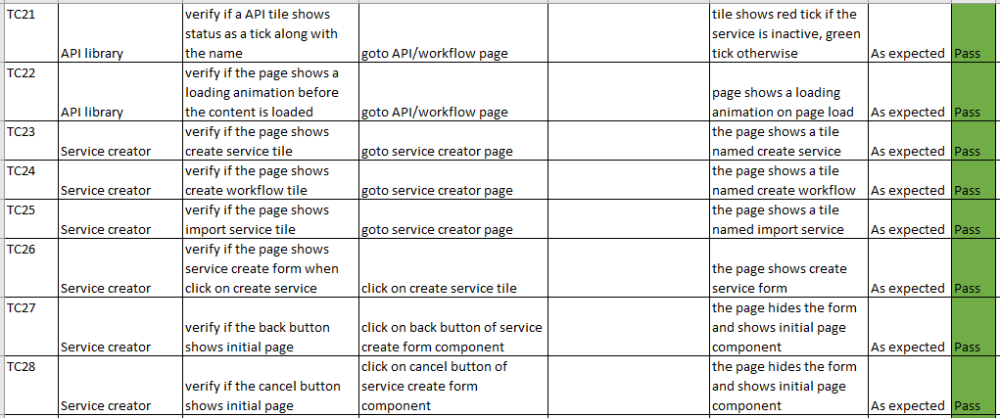 TC21
API library
verify if a API tile shows
status as a tick along with
the name
goto API/workflow page
tile shows red tick if the
service is inactive, green
tick otherwise
As expected
Pass
TC22
API library
verify if the page shows a
loading animation before
the content is loaded
goto API/workflow page
page shows a loading
animation on page load
As expected
Pass
TC23
Service creator
verify if the page shows
create service tile
goto service creator page
the page shows a tile
named create service
As expected
Pass
TC24
Service creator
verify if the page shows
create workflow tile
goto service creator page
the page shows a tile
named create workflow
As expected
Pass
TC25
Service creator
verify if the page shows
import service tile
goto service creator page
the page shows a tile
named import service
As expected
Pass
TC26
Service creator
verify if the page shows
service create form when
click on create service
click on create service tile
the page shows create
service form
As expected
Pass
TC27
Service creator
verify if the back button
shows initial page
click on back button of service
create form component
the page hides the form
and shows initial page
component
As expected
Pass
TC28
Service creator
verify if the cancel button
shows initial page
click on cancel button of
service create form
component
the page hides the form
and shows initial page
component
As expected
Pass